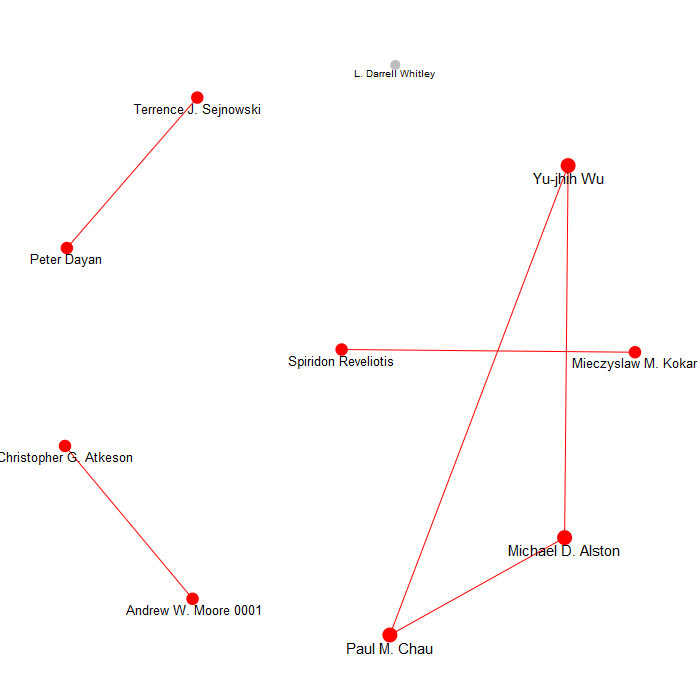 L. Darrell Whitley
Terrence J. Sejnowski
Yu-jhih Wu
Peter Dayan
Spiridon Reveliotis
Mieczyslaw M. Kokar
Christopher G. Atkeson
Michael D. Alston
Andrew W. Moore 0001
Paul M. Chau